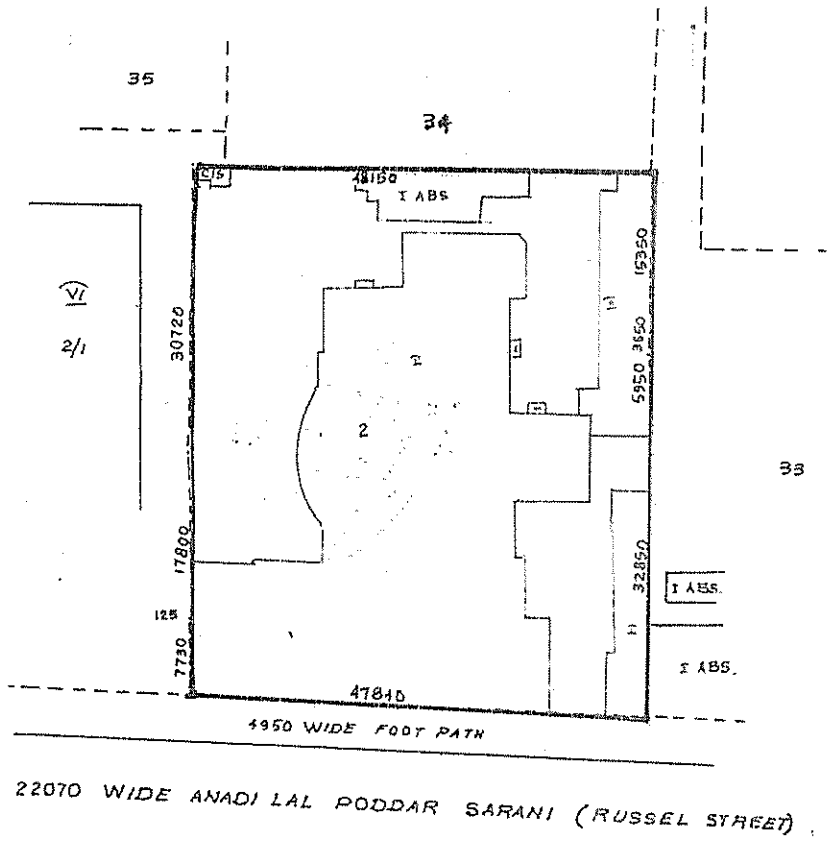 35
34
C/S
48150
I ABS
VI
2/1
30720
15350
3650
5950
I
I
I
I
2
33
17800
32850
I ABS.
125
7730
I
I ABS.
47840
4950 WIDE FOOT PATH
22070 WIDE ANADI LAL PODDAR SARANI (RUSSEL STREET).